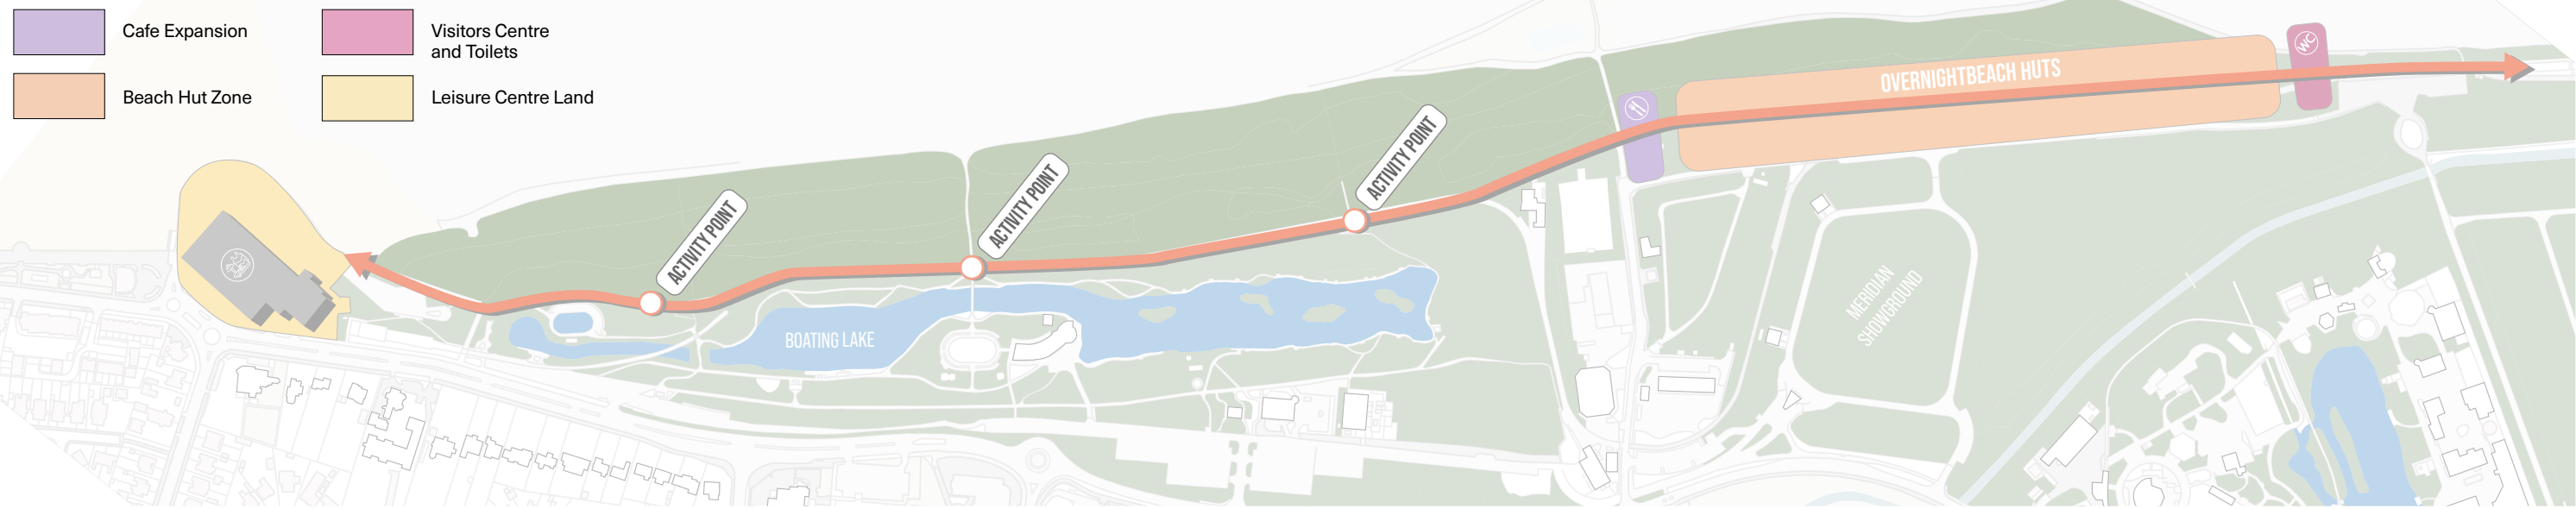 Cafe Expansion
Visitors Centre
and Toilets
Beach Hut Zone
Leisure Centre Land
WC
OVERNIGHTBEACH HUTS
ACTIVITY POINT
ACTIVITY POINT
ACTIVITY POINT
BOATING LAKE
MERIDIAN
SHOWGROUND